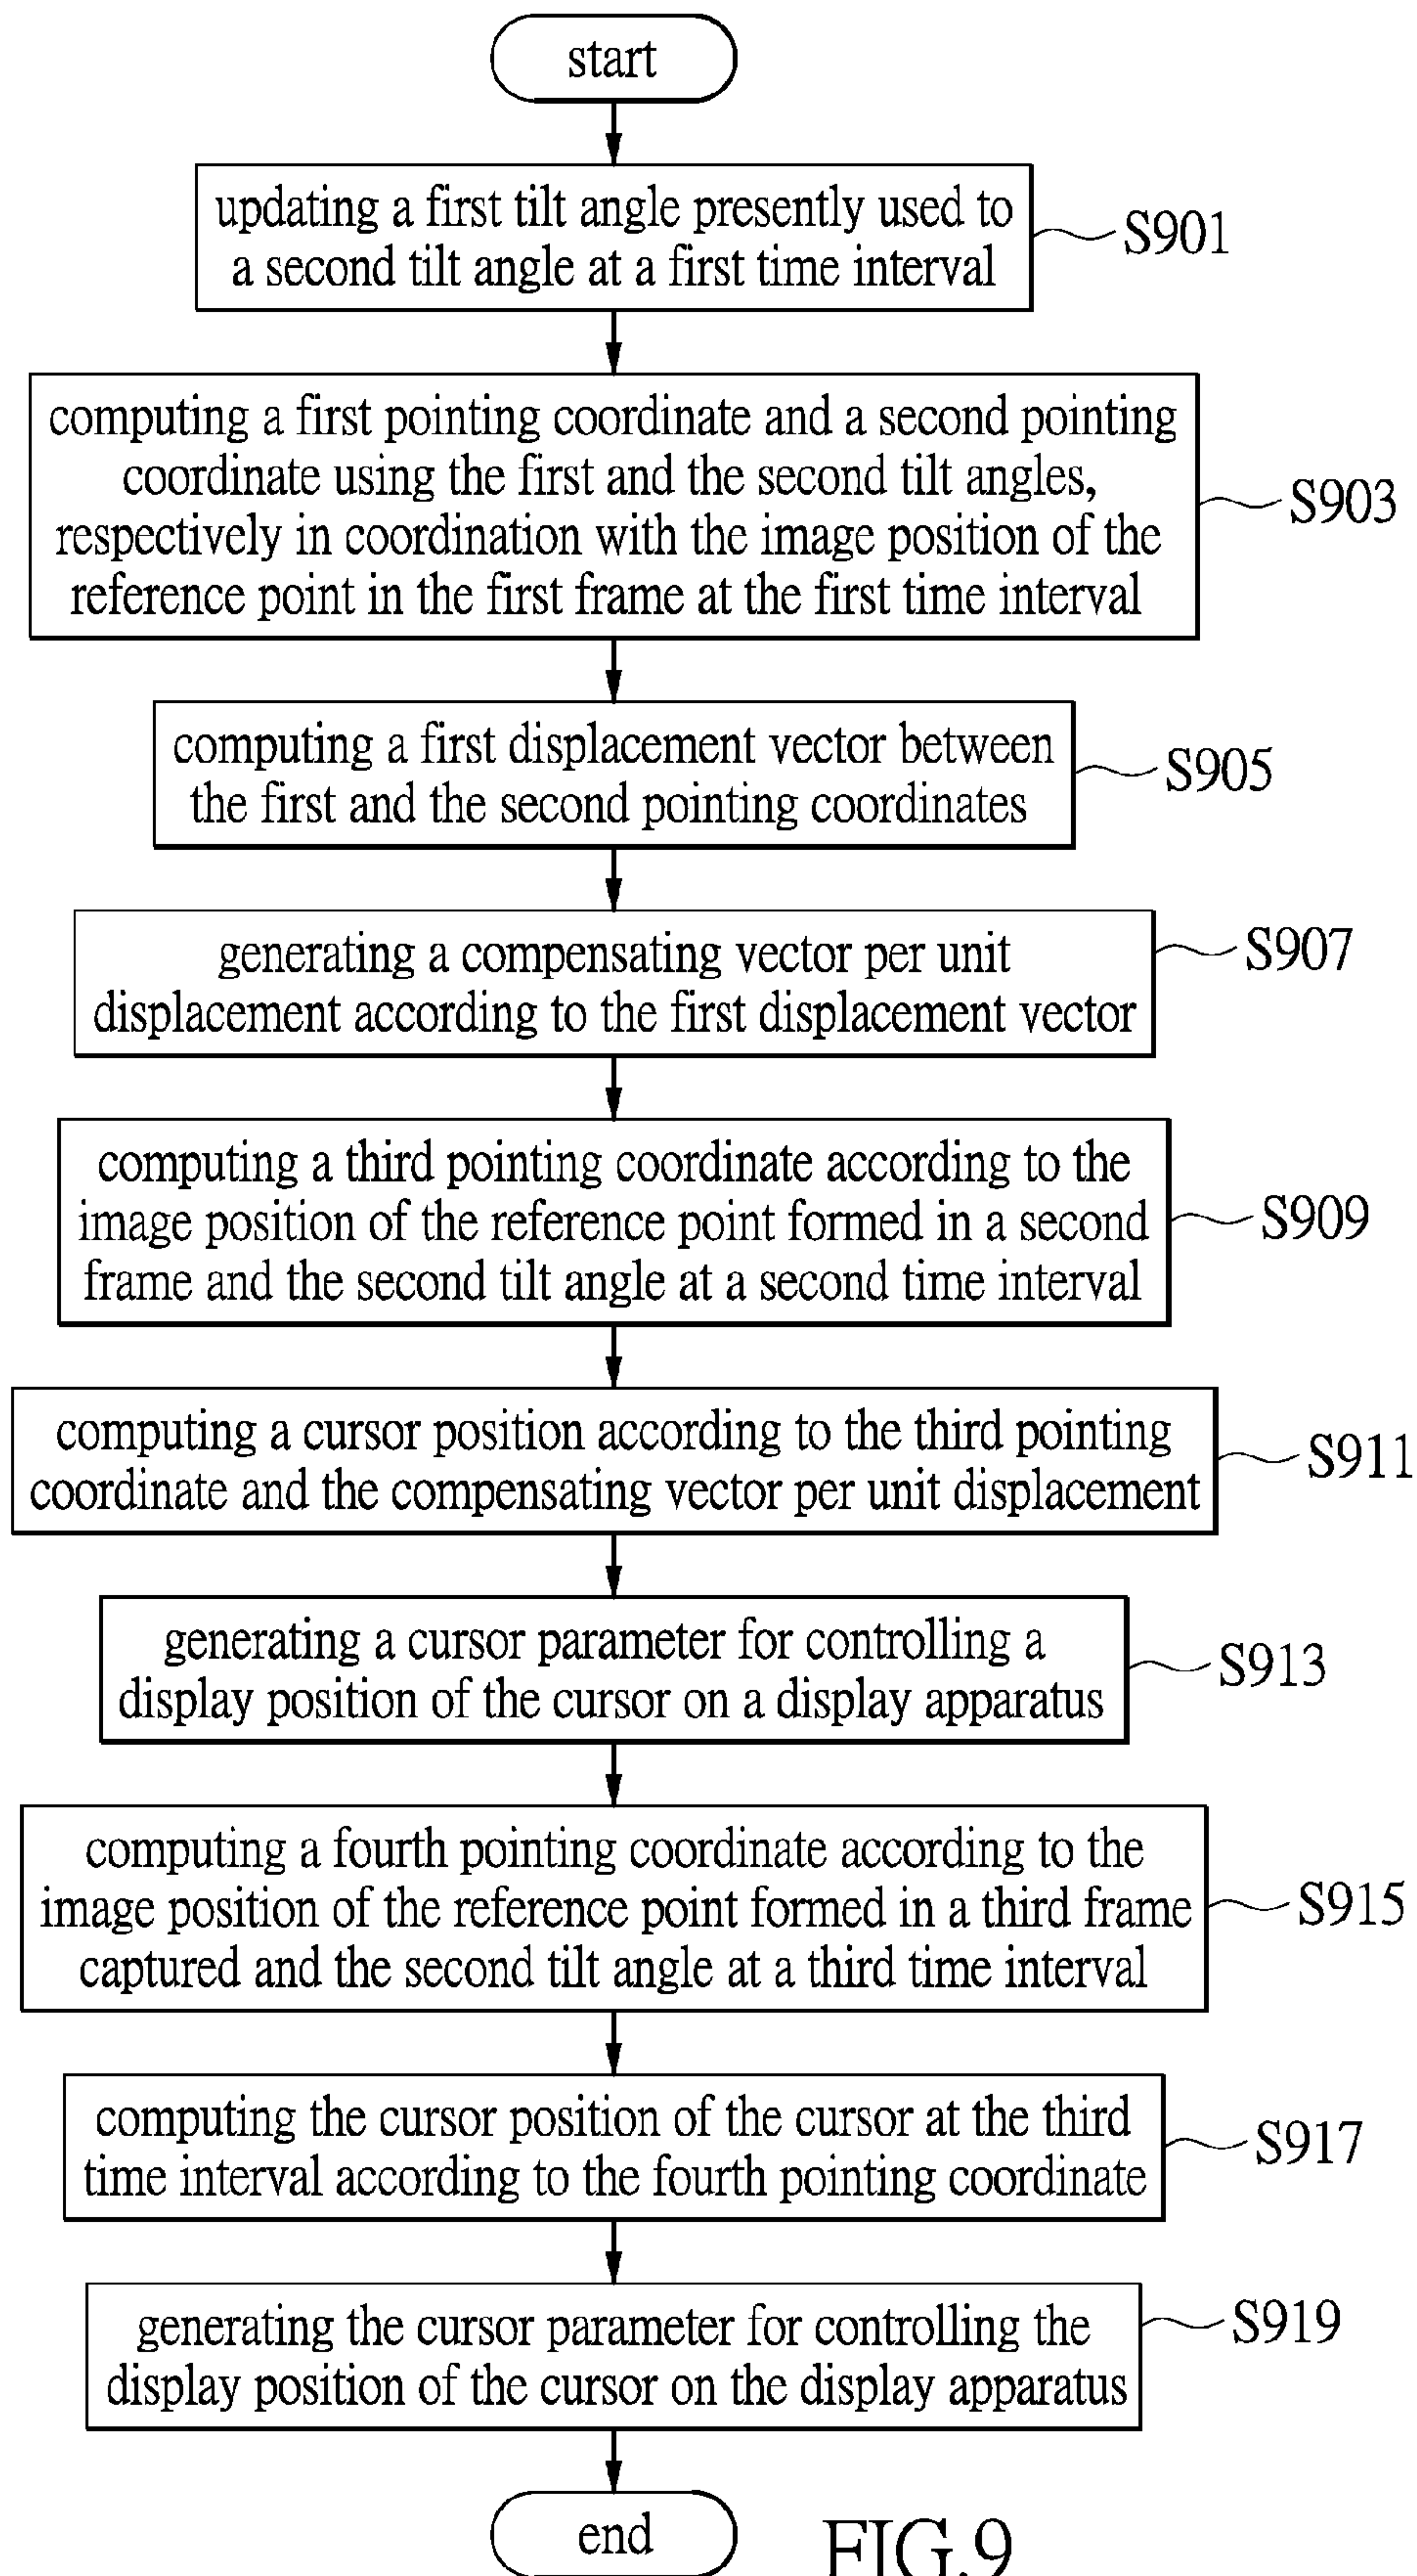 start
updating a first tilt angle presently used to
a second tilt angle at a first time interval
S901
computing a first pointing coordinate and a second pointing
coordinate using the first and the second tilt angles,
respectively in coordination with the image position of the
reference point in the first frame at the first time interval
S903
computing a first displacement vector between
the first and the second pointing coordinates
S905
generating a compensating vector per unit
displacement according to the first displacement vector
S907
computing a third pointing coordinate according to the
image position of the reference point formed in a second
frame and the second tilt angle at a second time interval
S909
computing a cursor position according to the third pointing
coordinate and the compensating vector per unit displacement
S911
generating a cursor parameter for controlling a
display position of the cursor on a display apparatus
S913
computing a fourth pointing coordinate according to the
image position of the reference point formed in a third frame
captured and the second tilt angle at a third time interval
S915
computing the cursor position of the cursor at the third
time interval according to the fourth pointing coordinate
S917
generating the cursor parameter for controlling the
display position of the cursor on the display apparatus
S919
end
FIG.9